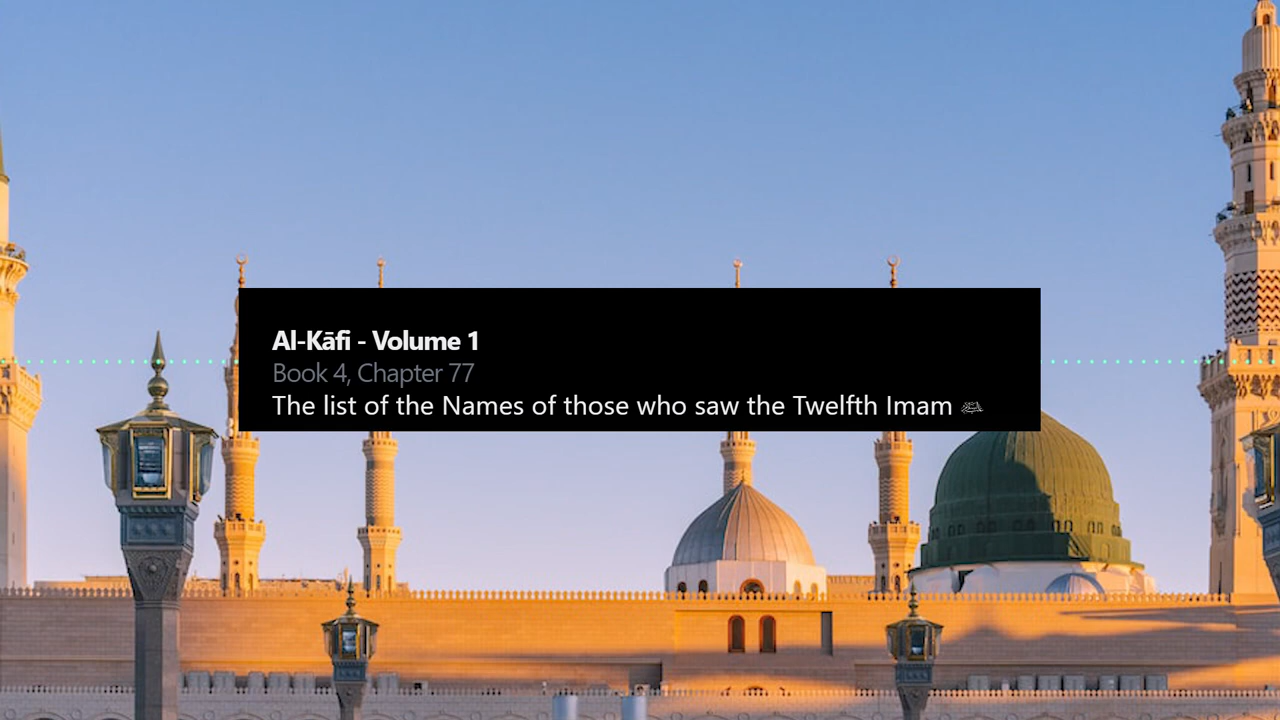 Al-Kāfi - Volume 1
Book 4, Chapter 77
The list of the Names of those who saw the Twelfth Imam